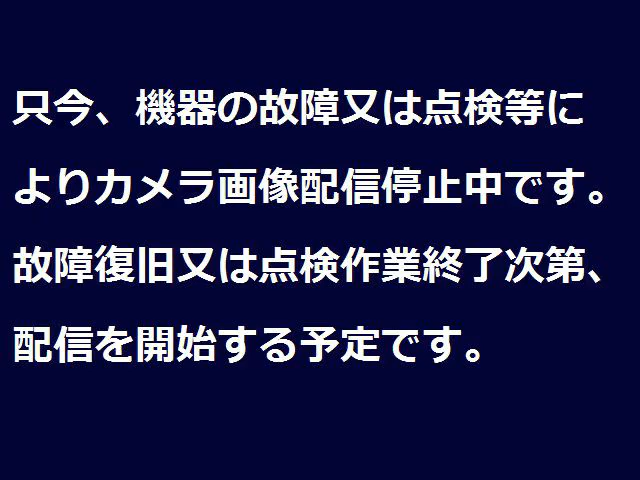 只今、機器の故障又は点検等に
よりカメラ画像配信停止中です。
故障復旧又は点検作業終了次第、
配信を開始する予定です。